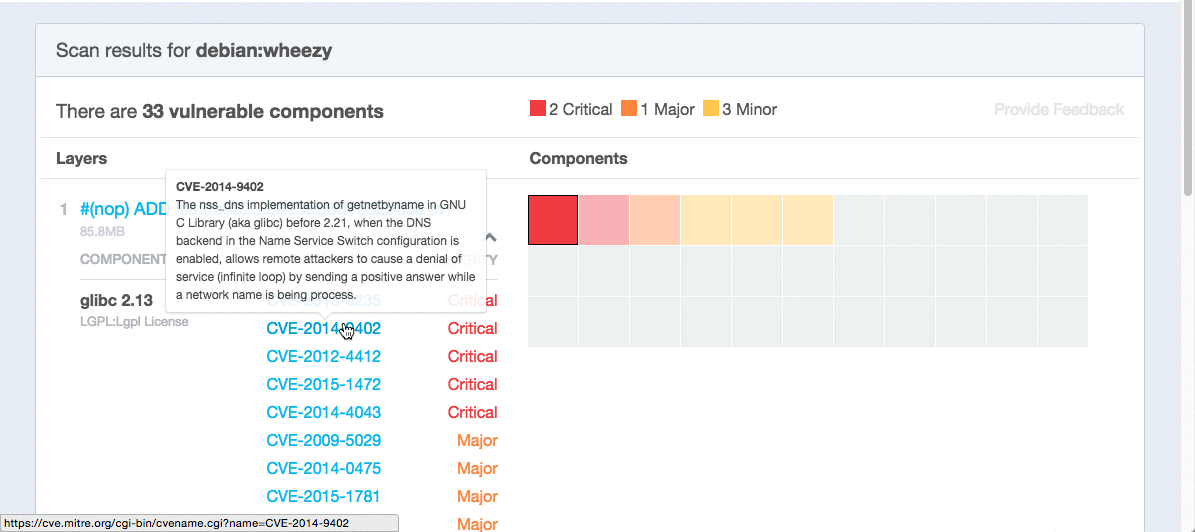 Scan results for debian:wheezy
There are 33 vulnerable components
2 Critical 1 Major 3 Minor
Provide Feedback
Layers
Components
CVE-2014-9402
The nss_dns implementation of getnetbyname in GNU
C Library (aka glibc) before 2.21, when the DNS
backend in the Name Service Switch configuration is
enabled, allows remote attackers to cause a denial of
service (infinite loop) by sending a positive answer while
a network name is being process.
1 #(nop) ADD
85.8MB
COMPONENT
glibc 2.13
LGPL:Lgpl License
Critical
CVE-2014-9402 Critical
CVE-2012-4412 Critical
CVE-2015-1472 Critical
CVE-2014-4043 Critical
CVE-2009-5029 Major
CVE-2014-0475 Major
CVE-2015-1781 Major
Major
https://cve.mitre.org/cgi-bin/cvename.cgi?name=CVE-2014-9402